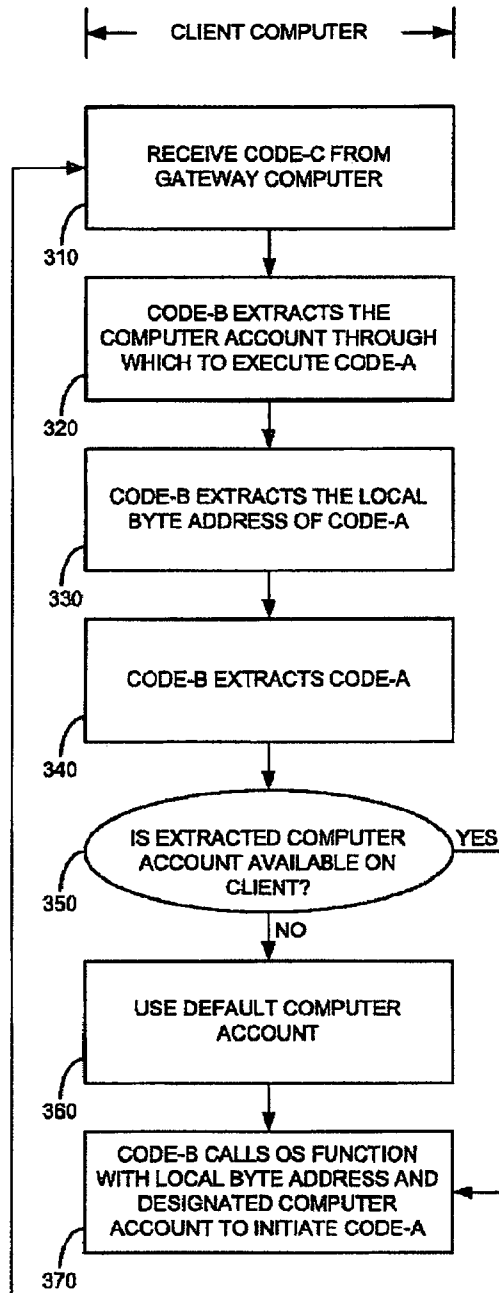 CLIENT COMPUTER
RECEIVE CODE-C FROM
GATEWAY COMPUTER
310
CODE-B EXTRACTS THE
COMPUTER ACCOUNT THROUGH
WHICH TO EXECUTE CODE-A
320
CODE-B EXTRACTS THE LOCAL
BYTE ADDRESS OF CODE-A
330
CODE-B EXTRACTS CODE-A
340
IS EXTRACTED COMPUTER
ACCOUNT AVAILABLE ON
CLIENT?
YES
350
NO
USE DEFAULT COMPUTER
ACCOUNT
360
CODE-B CALLS OS FUNCTION
WITH LOCAL BYTE ADDRESS AND
DESIGNATED COMPUTER
ACCOUNT TO INITIATE CODE-A
370